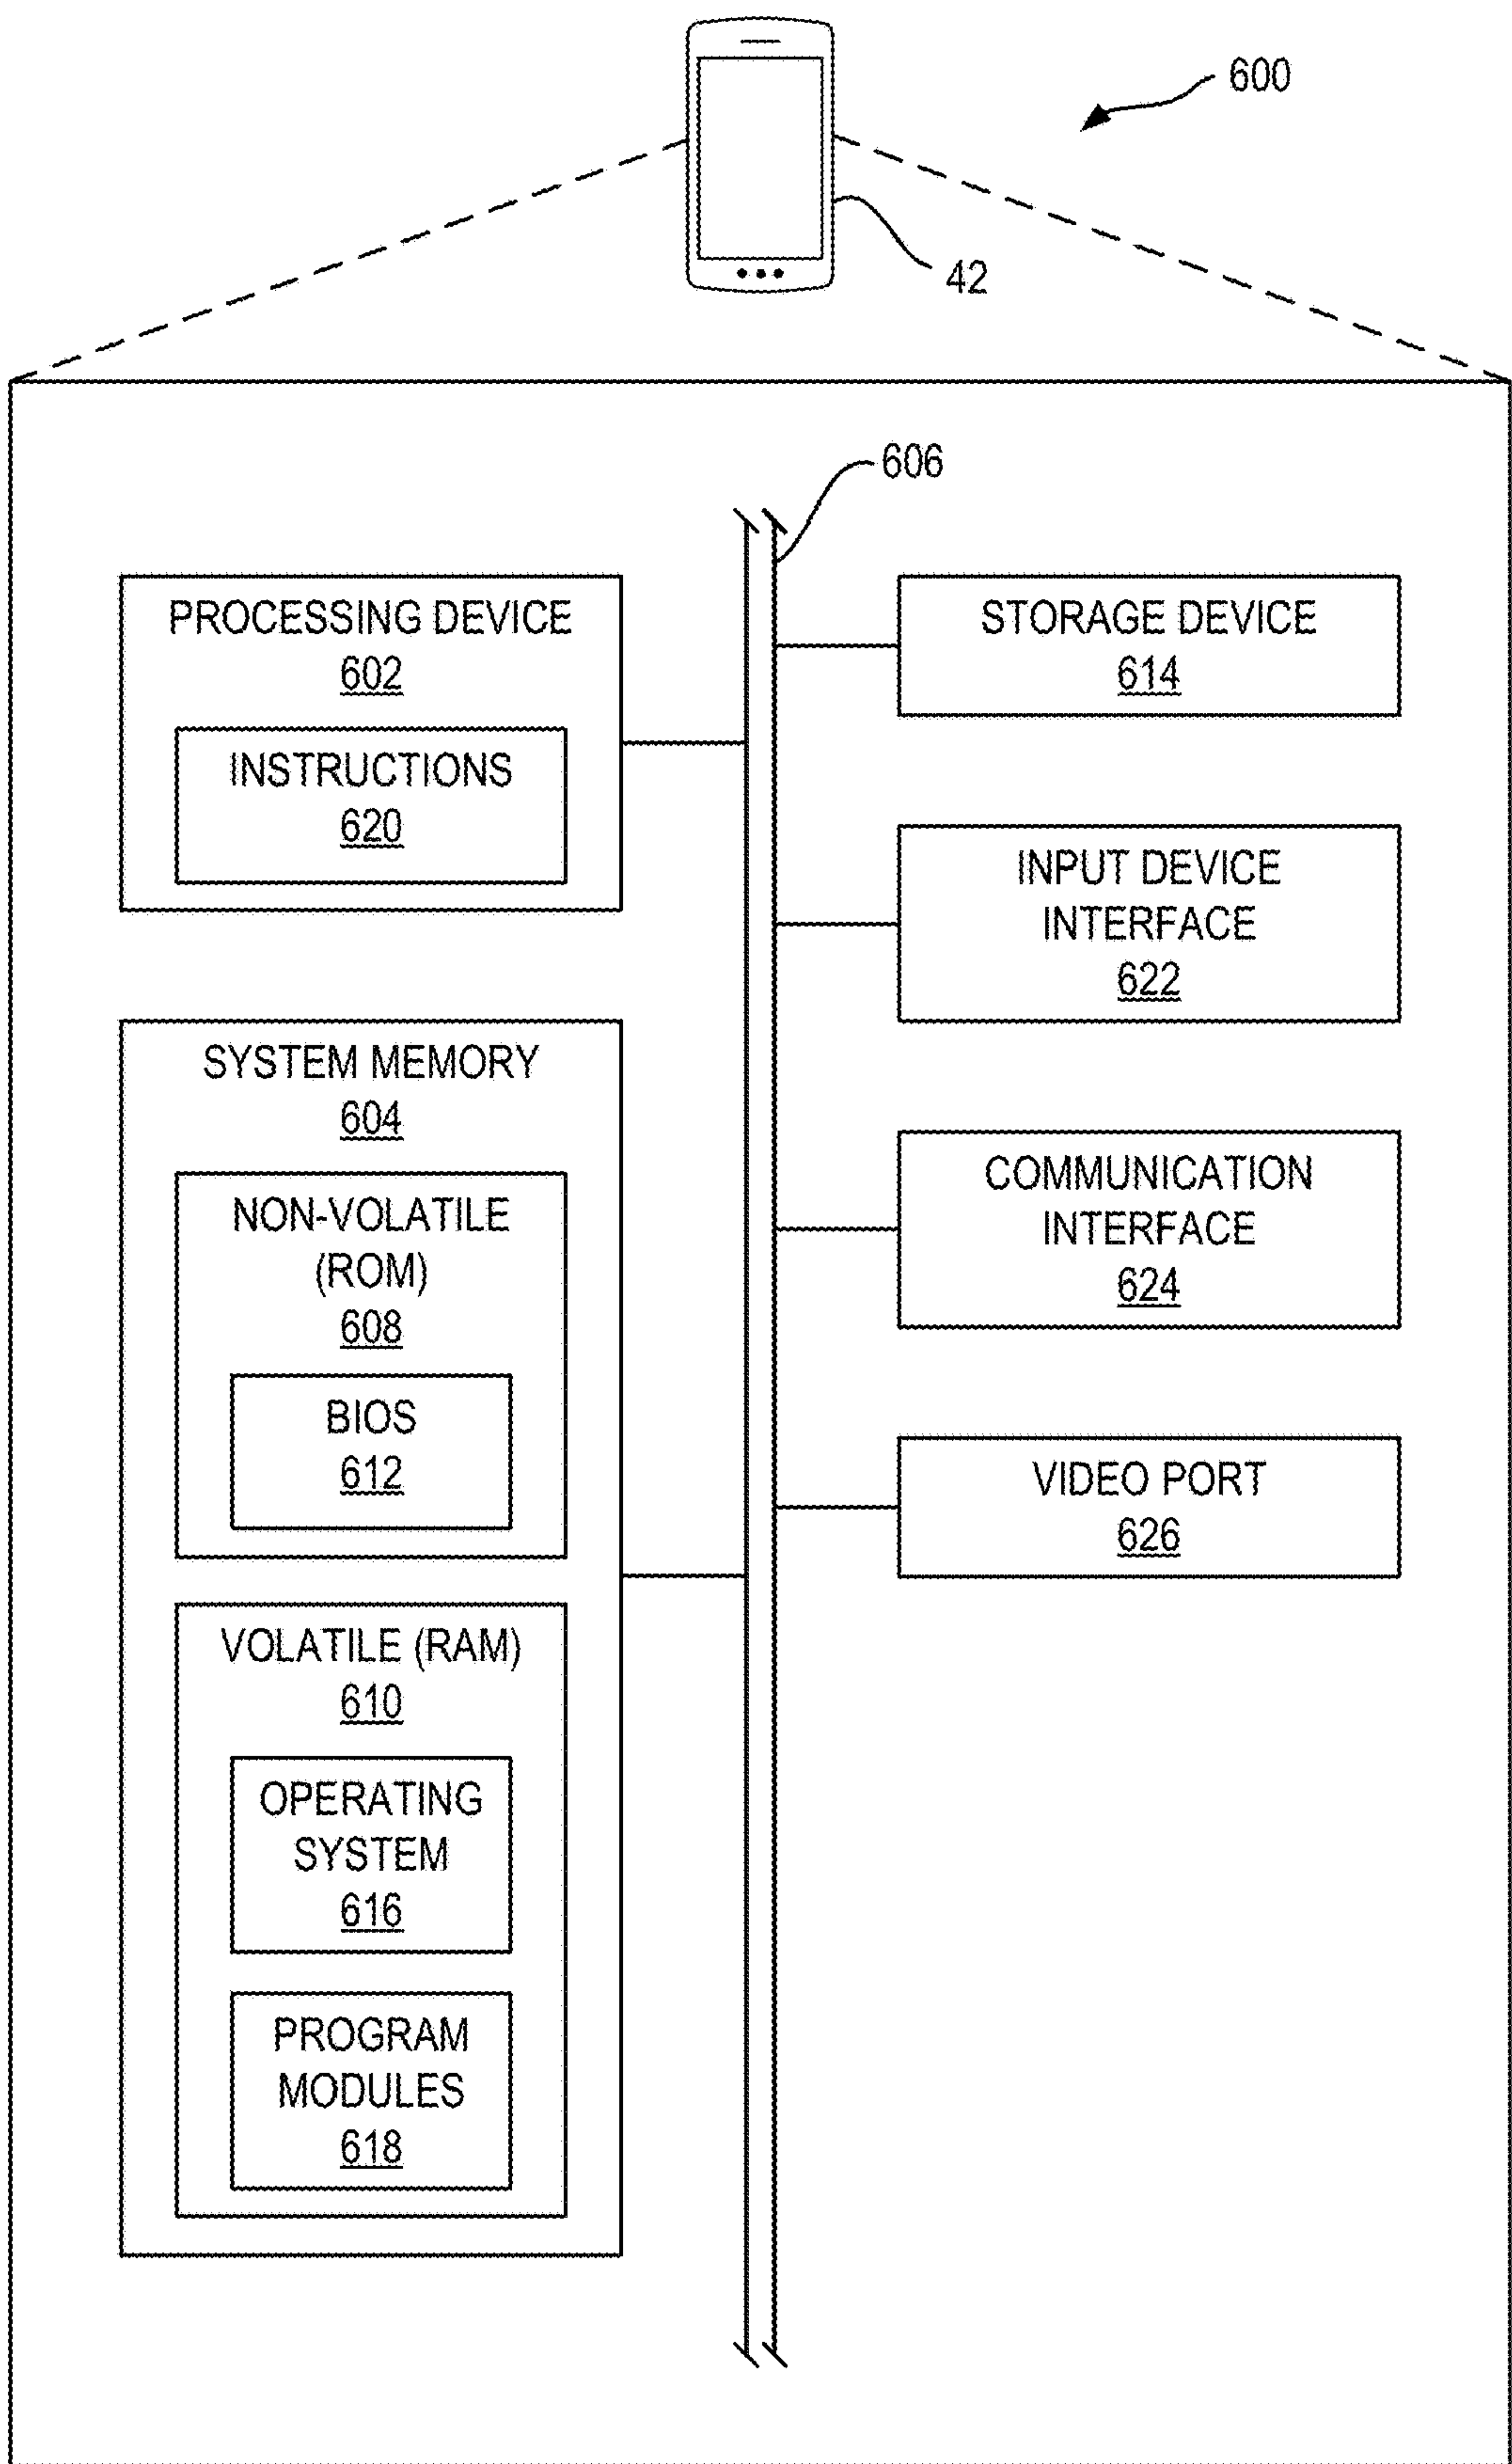 600
42
606
PROCESSING DEVICE
602
INSTRUCTIONS
620
SYSTEM MEMORY
604
NON-VOLATILE
(ROM)
608
BIOS
612
VOLATILE (RAM)
610
OPERATING
SYSTEM
616
PROGRAM
MODULES
618
STORAGE DEVICE
614
INPUT DEVICE
INTERFACE
622
COMMUNICATION
INTERFACE
624
VIDEO PORT
626